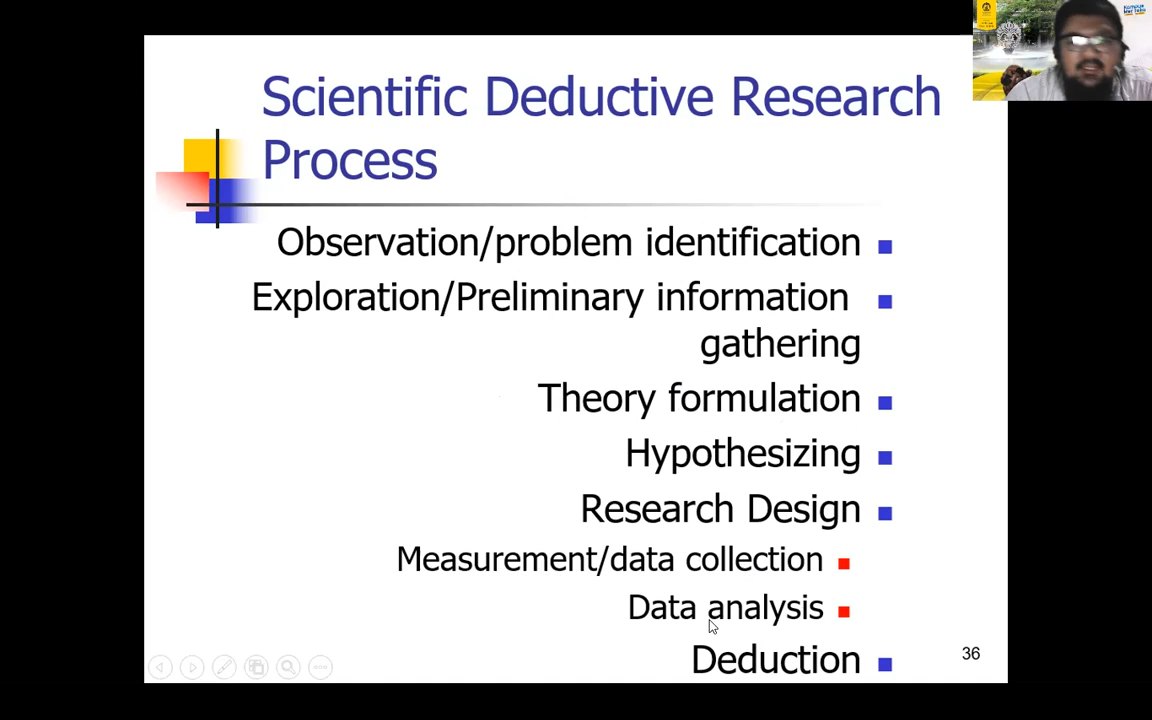 Scientific Deductive Research
Process
Observation/problem identification
Exploration/Preliminary information
gathering
Theory formulation
Hypothesizing
Research Design
Measurement/data collection
Data analysis
Deduction
36